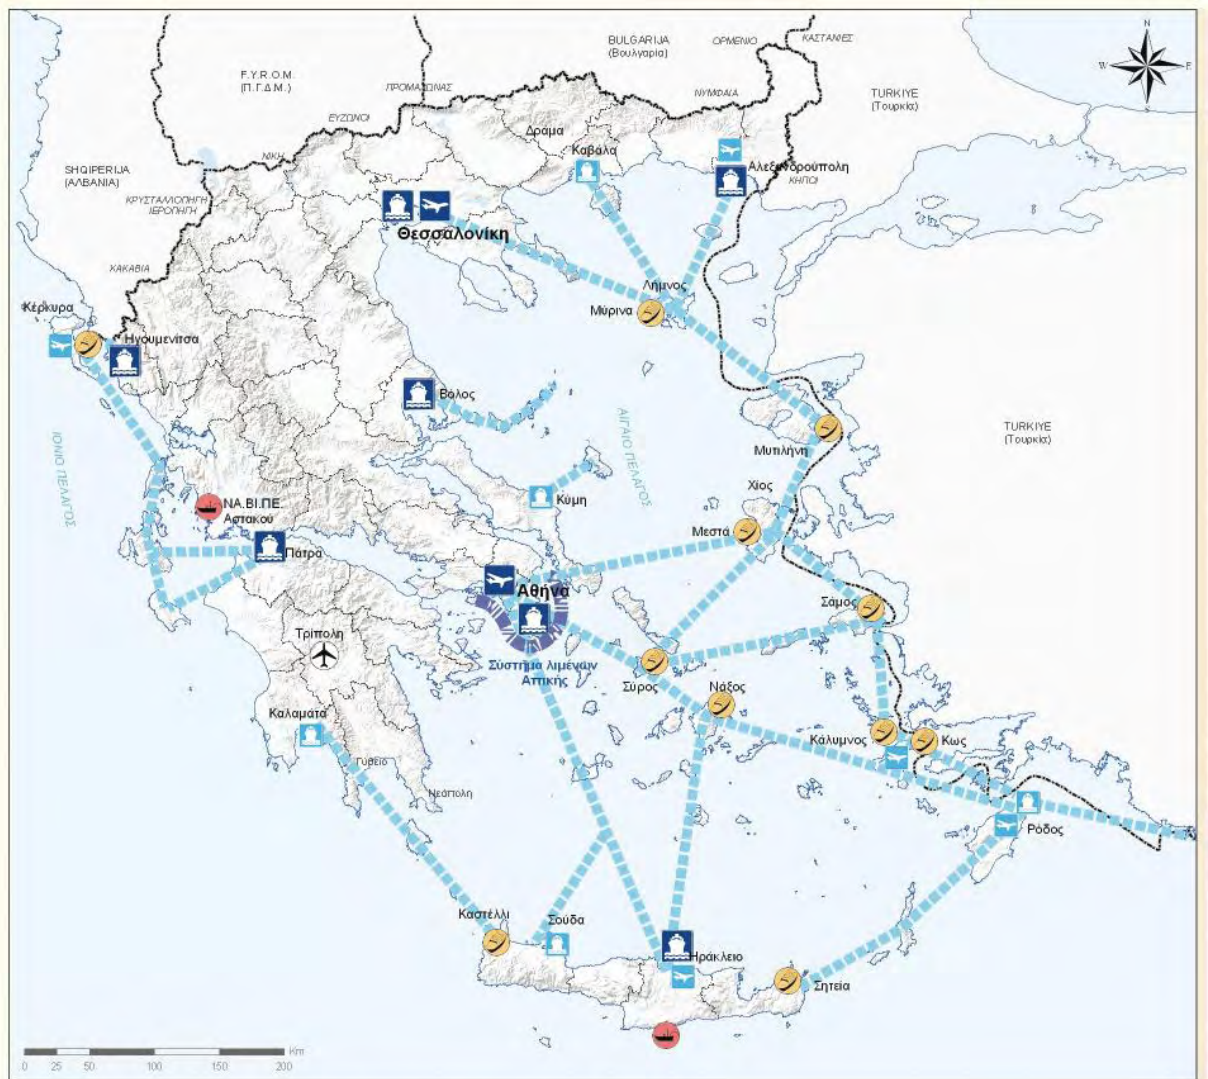 N
W
E
S
BULGARIJA
(Βουλγαρία)
ΟΡΜΕΝΙΟ
ΚΑΣΤΑΝΙΕΣ
F.Y.R.O.M.
(Π.Γ.Δ.Μ.)
ΠΡΟΜΑΧΩΝΑΣ
ΝΥΜΦΑΙΑ
TURKIYE
(Τουρκία)
ΕΥΖΩΝΟΙ
Δράμα
Καβάλα
ΝΙΚΗ
SHQIPERIJA
(ΑΛΒΑΝΙΑ)
Αλεξανδρούπολη
ΚΗΠΟΙ
ΚΡΥΣΤΑΛΛΟΠΗΓΗ
ΙΕΡΟΠΗΓΗ
Θεσσαλονίκη
ΧΑΚΑΒΙΑ
Λήμνος
Μύρινα
Κέρκυρα
Ηγουμενίτσα
Βόλος
ΑΙΓΑΙΟ ΠΕΛΑΓΟΣ
TURKIYE
(Τουρκία)
ΙΟΝΙΟ ΠΕΛΑΓΟΣ
Μυτιλήνη
Χίος
Κύμη
ΝΑ.ΒΙ.ΠΕ.
Αστακού
Μεστά
Πάτρα
Αθήνα
Σάμος
Τρίπολη
Σύστημα λιμένων
Αττικής
Σύρος
Νάξος
Καλαμάτα
Κάλυμνος
Κως
Γύθειο
Νεάπολη
Ρόδος
Καστέλλι
Σούδα
Ηράκλειο
Σητεία
Km
0 25 50 100 150 200